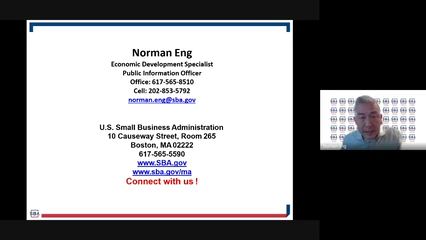 Norman Eng
Economic Development Specialist
Public Information Officer
Office: 617-565-8510
Cell: 202-853-5792
norman.eng@sba.gov
U.S. Small Business Administration
10 Causeway Street, Room 265
Boston, MA 02222
617-565-5590
www.SBA.gov
www.sba.gov/ma
Connect with us !
SBA